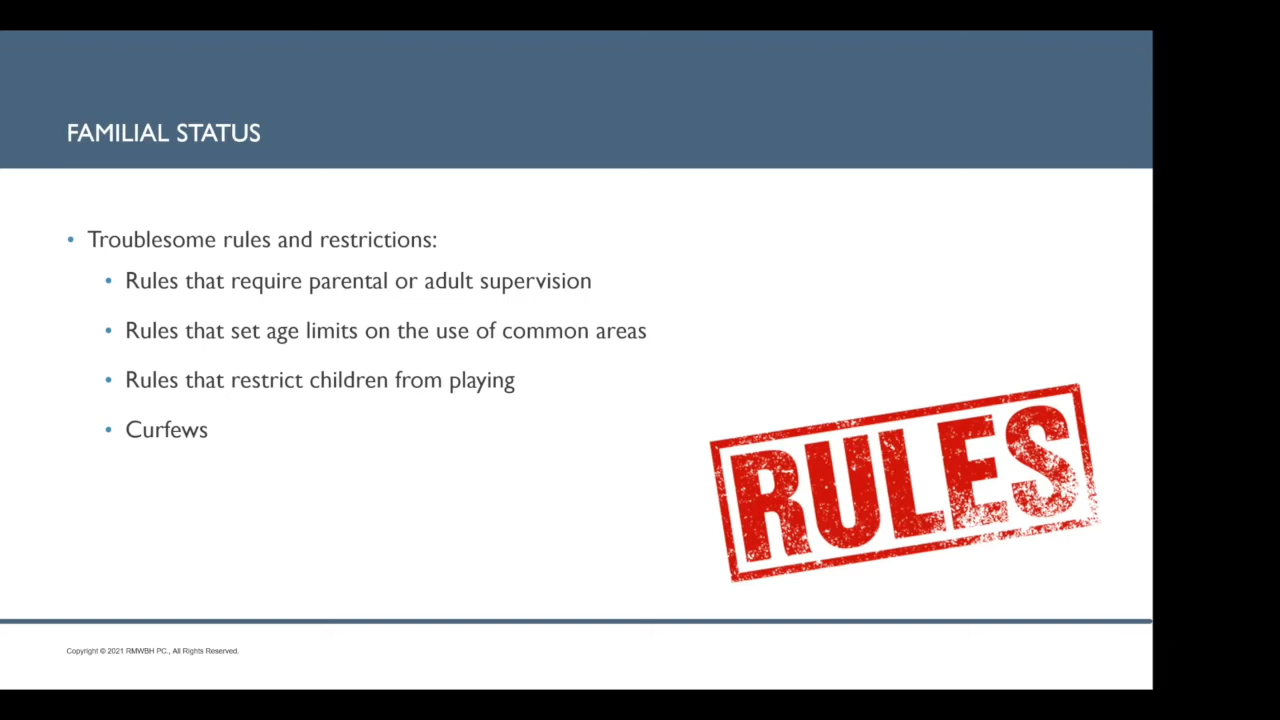 FAMILIAL STATUS
• Troublesome rules and restrictions:
• Rules that require parental or adult supervision
• Rules that set age limits on the use of common areas
• Rules that restrict children from playing
• Curfews
RULES
Copyright © 2021 RMWBH PC., All Rights Reserved.